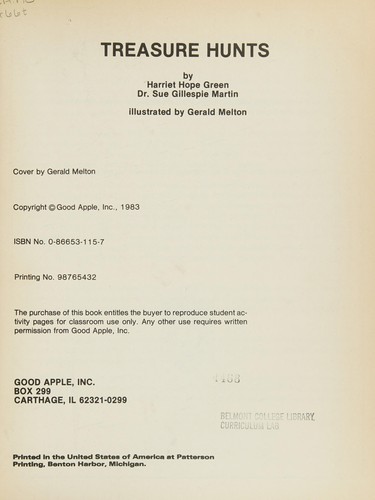 TREASURE HUNTS
by
Harriet Hope Green
Dr. Sue Gillespie Martin
illustrated by Gerald Melton
Cover by Gerald Melton
Copyright © Good Apple, Inc., 1983
ISBN No. 0-86653-115-7
Printing No. 98765432
The purchase of this book entitles the buyer to reproduce student ac-
tivity pages for classroom use only. Any other use requires written
permission from Good Apple, Inc.
GOOD APPLE, INC.
BOX 299
CARTHAGE, IL 62321-0299
BELMONT COLLEGE LIBRARY
CURRICULUM LAB
Printed in the United States of America at Patterson
Printing, Benton Harbor, Michigan.